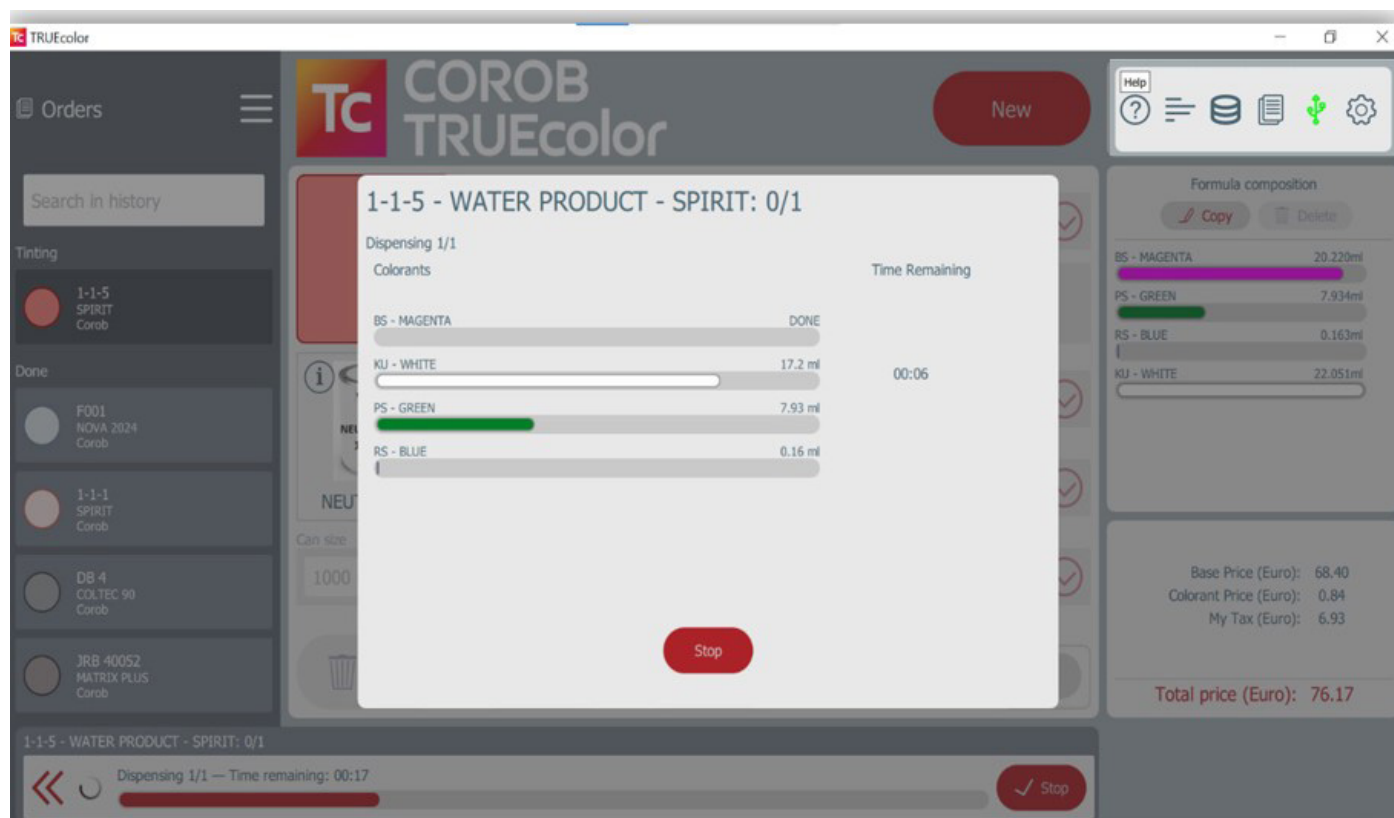 Tc TRUEcolor
Orders
Tc COROB
TRUEcolor
New
Help
Search in history
Tinting
1-1-5
SPIRIT
Corob
Done
F001
NOVA 2024
Corob
1-1-1
SPIRIT
Corob
DB 4
COLTEC 90
Corob
JRB 40052
MATRIX PLUS
Corob
1-1-5 - WATER PRODUCT - SPIRIT: 0/1
Dispensing 1/1
Colorants Time Remaining
BS - MAGENTA DONE
KU - WHITE 17.2 ml 00:06
PS - GREEN 7.93 ml
RS - BLUE 0.16 ml
Stop
i
NEUT
Can size
1000
Formula composition
Copy Delete
BS - MAGENTA 20.220ml
PS - GREEN 7.934ml
RS - BLUE 0.163ml
KU - WHITE 22.051ml
Base Price (Euro): 68.40
Colorant Price (Euro): 0.84
My Tax (Euro): 6.93
Total price (Euro): 76.17
1-1-5 - WATER PRODUCT - SPIRIT: 0/1
Dispensing 1/1 — Time remaining: 00:17
Stop